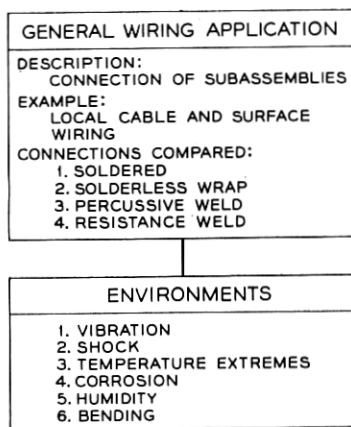 GENERAL WIRING APPLICATION
DESCRIPTION:
CONNECTION OF SUBASSEMBLIES
EXAMPLE:
LOCAL CABLE AND SURFACE
WIRING
CONNECTIONS COMPARED:
1. SOLDERED
2. SOLDERLESS WRAP
3. PERCUSSIVE WELD
4. RESISTANCE WELD
ENVIRONMENTS
1. VIBRATION
2. SHOCK
3. TEMPERATURE EXTREMES
4. CORROSION
5. HUMIDITY
6. BENDING